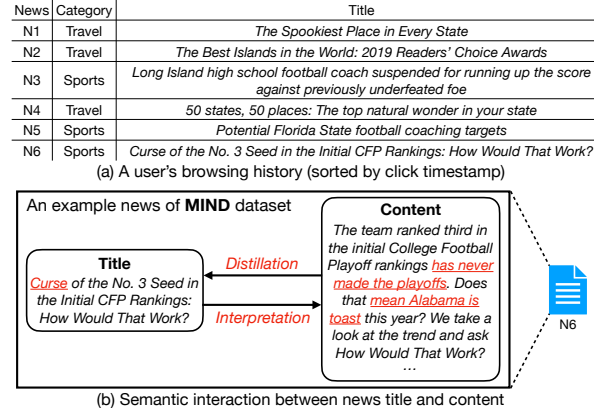 News Category Title
N1 Travel The Spookiest Place in Every State
N2 Travel The Best Islands in the World: 2019 Readers' Choice Awards
N3 Sports Long Island high school football coach suspended for running up the score
against previously underfeated foe
N4 Travel 50 states, 50 places: The top natural wonder in your state
N5 Sports Potential Florida State football coaching targets
N6 Sports Curse of the No. 3 Seed in the Initial CFP Rankings: How Would That Work?
(a) A user's browsing history (sorted by click timestamp)
An example news of MIND dataset
Title
Curse of the No. 3 Seed in
the Initial CFP Rankings:
How Would That Work?
Distillation
Interpretation
Content
The team ranked third in
the initial College Football
Playoff rankings has never
made the playoffs. Does
that mean Alabama is
toast this year? We take a
look at the trend and ask
How Would That Work?
...
N6
(b) Semantic interaction between news title and content